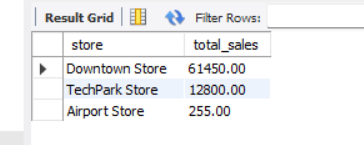 Result Grid Filter Rows:
store total_sales
Downtown Store 61450.00
TechPark Store 12800.00
Airport Store 255.00